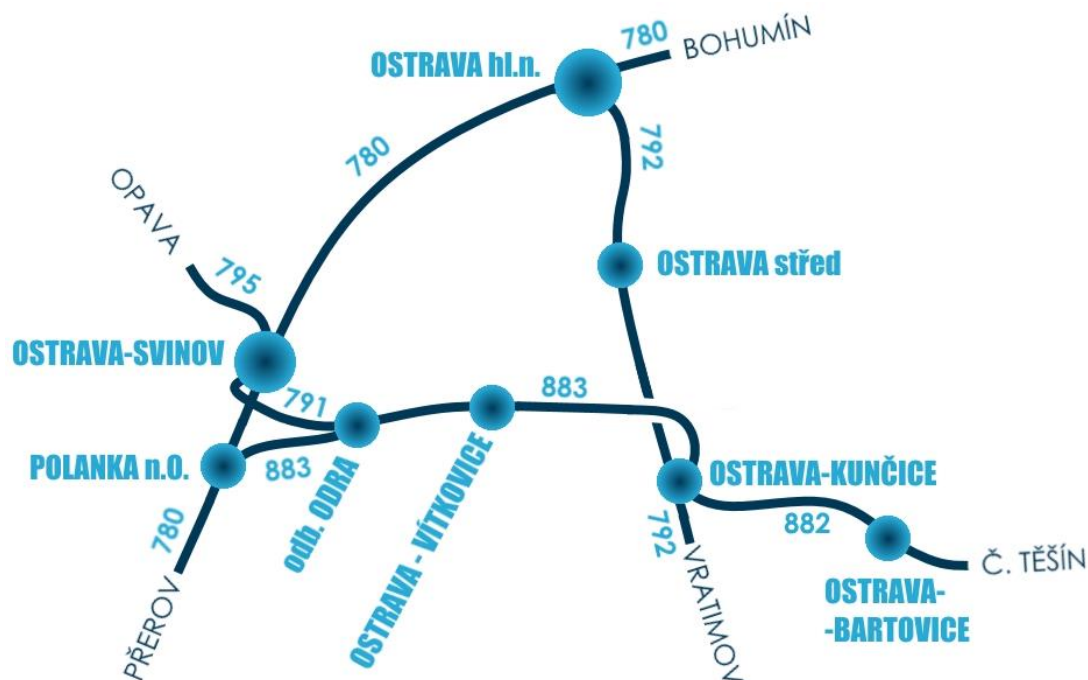 780
BOHUMÍN
OSTRAVA hl.n.
780
792
OPAVA
795
OSTRAVA střed
OSTRAVA-SVINOV
791
883
POLANKA n.O.
883
odb. ODRA
OSTRAVA - VÍTKOVICE
OSTRAVA-KUNČICE
780
792
882
PŘEROV
VRATIMOV
Č. TĚŠÍN
OSTRAVA-
-BARTOVICE